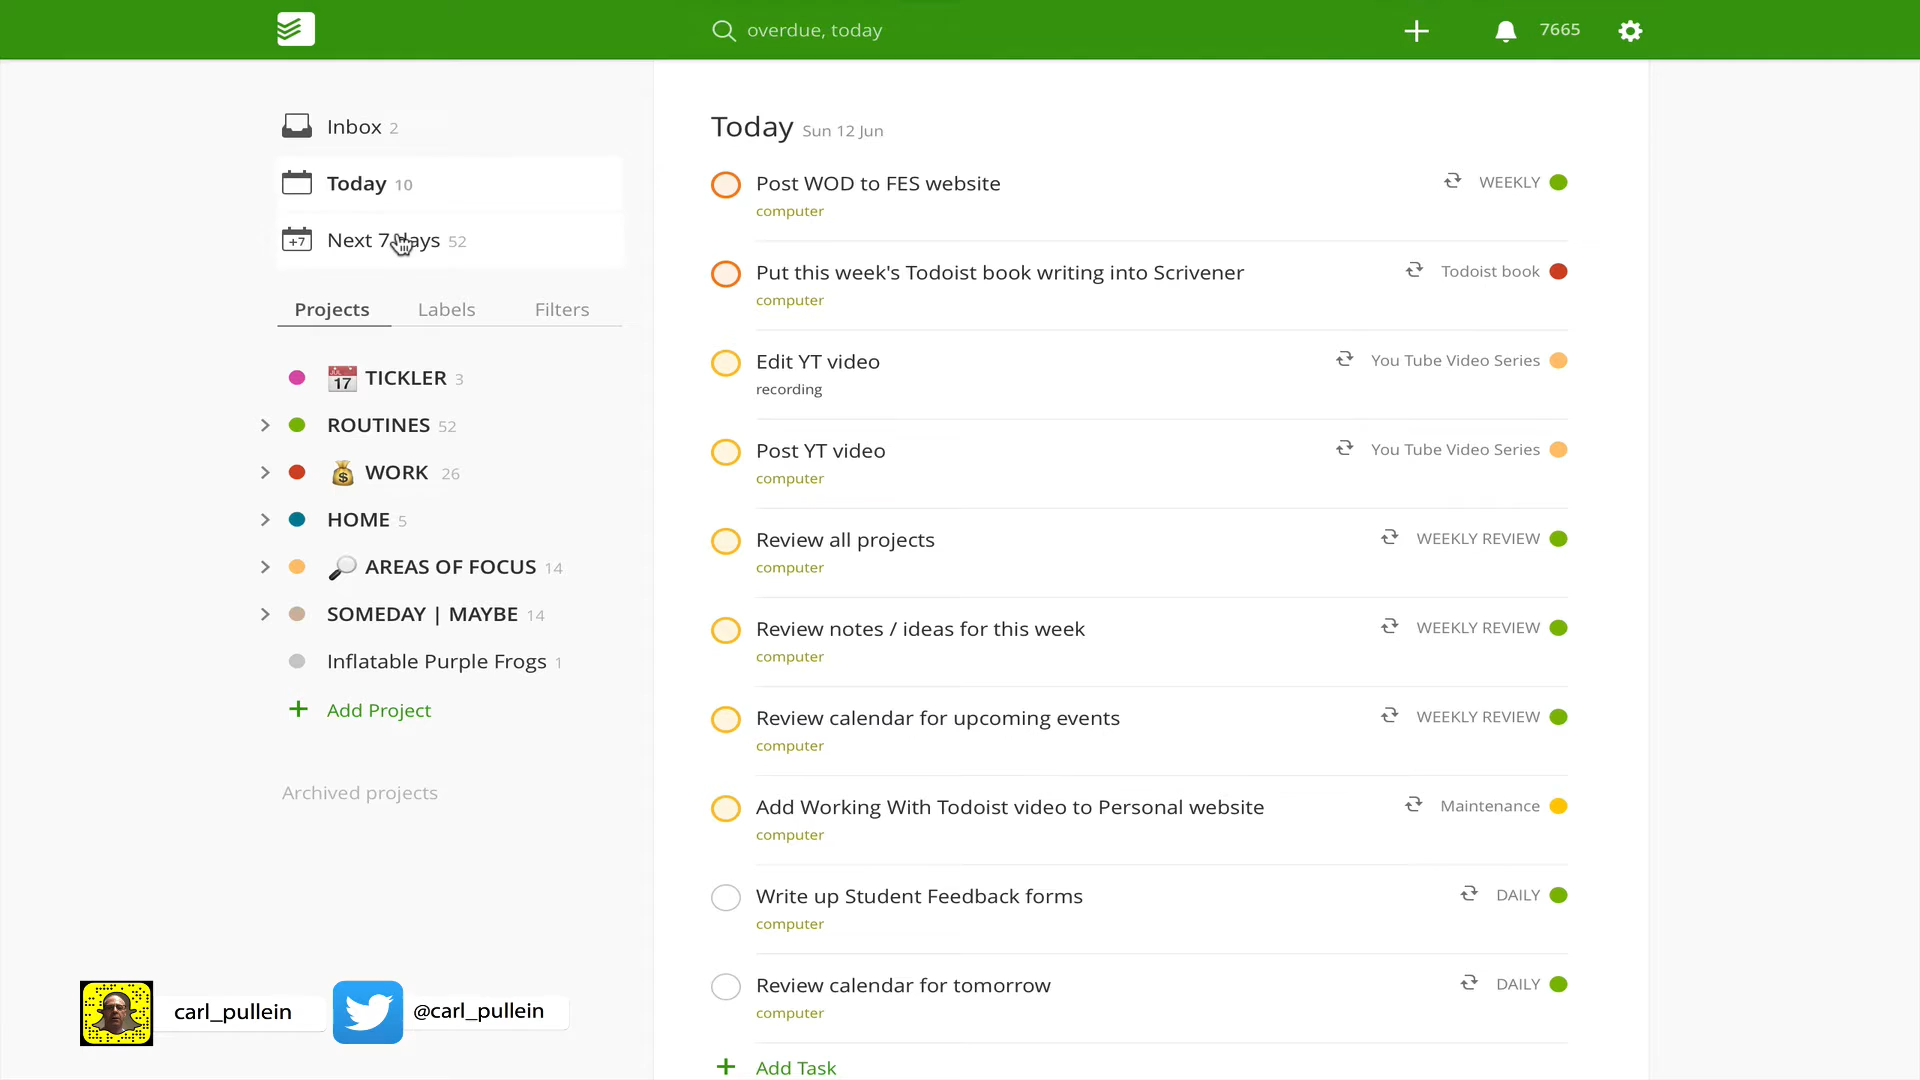 overdue, today
7665
Inbox 2
Today 10
Next 7 days 52
Projects Labels Filters
17 TICKLER 3
ROUTINES 52
WORK 26
HOME 5
AREAS OF FOCUS 14
SOMEDAY | MAYBE 14
Inflatable Purple Frogs 1
+ Add Project
Archived projects
Today Sun 12 Jun
Post WOD to FES website WEEKLY
computer
Put this week's Todoist book writing into Scrivener Todoist book
computer
Edit YT video You Tube Video Series
recording
Post YT video You Tube Video Series
computer
Review all projects WEEKLY REVIEW
computer
Review notes / ideas for this week WEEKLY REVIEW
computer
Review calendar for upcoming events WEEKLY REVIEW
computer
Add Working With Todoist video to Personal website Maintenance
computer
Write up Student Feedback forms DAILY
computer
Review calendar for tomorrow DAILY
computer
+ Add Task
carl_pullein
@carl_pullein